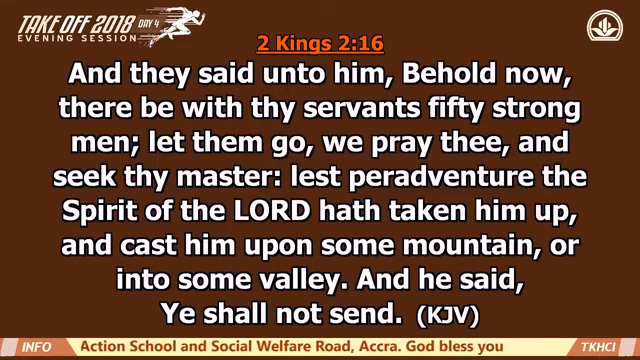 TAKE OFF 2018 DAY 4
EVENING SESSION
2 Kings 2:16
And they said unto him, Behold now,
there be with thy servants fifty strong
men; let them go, we pray thee, and
seek thy master: lest peradventure the
Spirit of the LORD hath taken him up,
and cast him upon some mountain, or
into some valley. And he said,
Ye shall not send. (KJV)
INFO Action School and Social Welfare Road, Accra. God bless you TKHCI